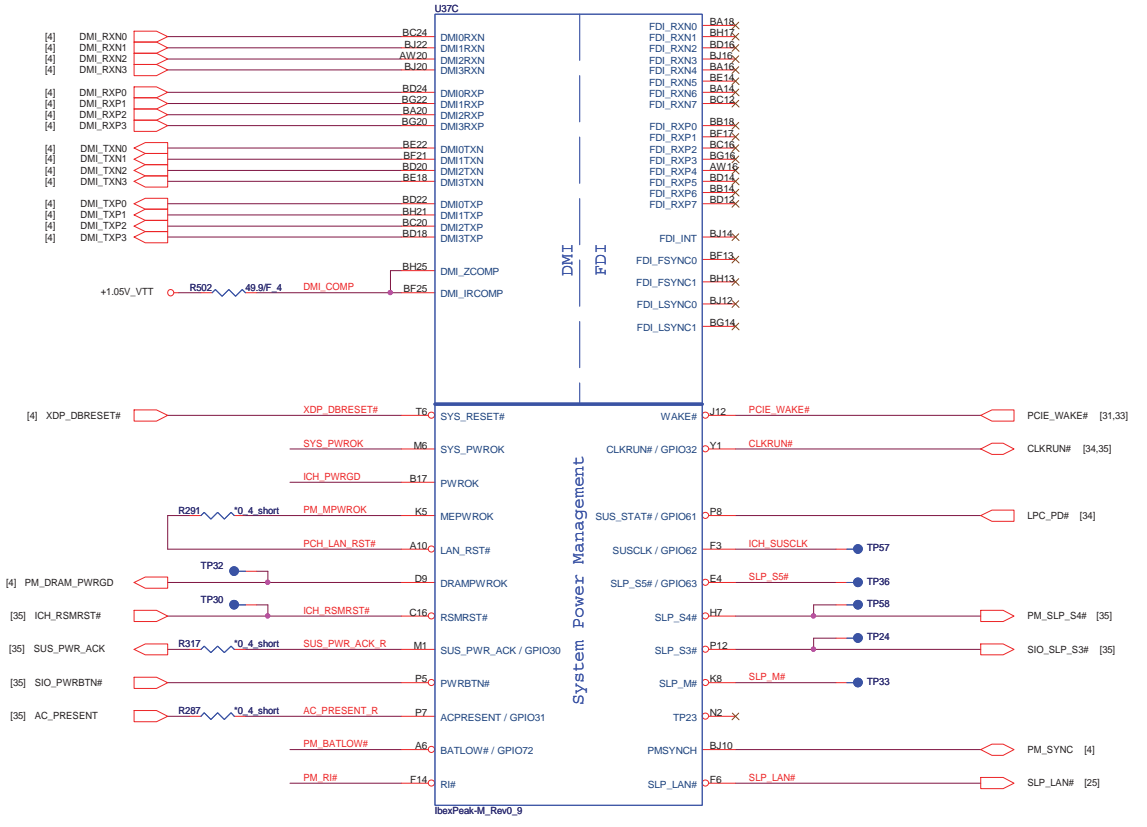 U37C
[4] DMI_RXN0 BC24 DMI0RXN
[4] DMI_RXN1 BJ22 DMI1RXN
[4] DMI_RXN2 AW20 DMI2RXN
[4] DMI_RXN3 BJ20 DMI3RXN
[4] DMI_RXP0 BD24 DMI0RXP
[4] DMI_RXP1 BG22 DMI1RXP
[4] DMI_RXP2 BA20 DMI2RXP
[4] DMI_RXP3 BG20 DMI3RXP
[4] DMI_TXN0 BE22 DMI0TXN
[4] DMI_TXN1 BF21 DMI1TXN
[4] DMI_TXN2 BD20 DMI2TXN
[4] DMI_TXN3 BE18 DMI3TXN
[4] DMI_TXP0 BD22 DMI0TXP
[4] DMI_TXP1 BH21 DMI1TXP
[4] DMI_TXP2 BC20 DMI2TXP
[4] DMI_TXP3 BD18 DMI3TXP
BH25 DMI_ZCOMP
+1.05V_VTT R502 49.9/F_4 DMI_COMP BF25 DMI_IRCOMP
DMI
FDI
FDI_RXN0 BA18
FDI_RXN1 BH17
FDI_RXN2 BD16
FDI_RXN3 BJ16
FDI_RXN4 BA16
FDI_RXN5 BE14
FDI_RXN6 BA14
FDI_RXN7 BC12
FDI_RXP0 BB18
FDI_RXP1 BF17
FDI_RXP2 BC16
FDI_RXP3 BG16
FDI_RXP4 AW16
FDI_RXP5 BD14
FDI_RXP6 BB14
FDI_RXP7 BD12
FDI_INT BJ14
FDI_FSYNC0 BF13
FDI_FSYNC1 BH13
FDI_LSYNC0 BJ12
FDI_LSYNC1 BG14
[4] XDP_DBRESET# XDP_DBRESET# T6 SYS_RESET#
SYS_PWROK M6 SYS_PWROK
ICH_PWRGD B17 PWROK
R291 *0_4_short PM_MPWROK K5 MEPWROK
PCH_LAN_RST# A10 LAN_RST#
TP32
[4] PM_DRAM_PWRGD D9 DRAMPWROK
TP30
[35] ICH_RSMRST# ICH_RSMRST# C16 RSMRST#
[35] SUS_PWR_ACK R317 *0_4_short SUS_PWR_ACK_R M1 SUS_PWR_ACK / GPIO30
[35] SIO_PWRBTN# P5 PWRBTN#
[35] AC_PRESENT R287 *0_4_short AC_PRESENT_R P7 ACPRESENT / GPIO31
PM_BATLOW# A6 BATLOW# / GPIO72
PM_RI# F14 RI#
System Power Management
WAKE# J12 PCIE_WAKE# PCIE_WAKE# [31,33]
CLKRUN# / GPIO32 Y1 CLKRUN# CLKRUN# [34,35]
SUS_STAT# / GPIO61 P8 LPC_PD# [34]
SUSCLK / GPIO62 F3 ICH_SUSCLK TP57
SLP_S5# / GPIO63 E4 SLP_S5# TP36
TP58
SLP_S4# H7 PM_SLP_S4# [35]
TP24
SLP_S3# P12 SIO_SLP_S3# [35]
SLP_M# K8 SLP_M# TP33
TP23 N2
PMSYNCH BJ10 PM_SYNC [4]
SLP_LAN# F6 SLP_LAN# SLP_LAN# [25]
IbexPeak-M_Rev0_9